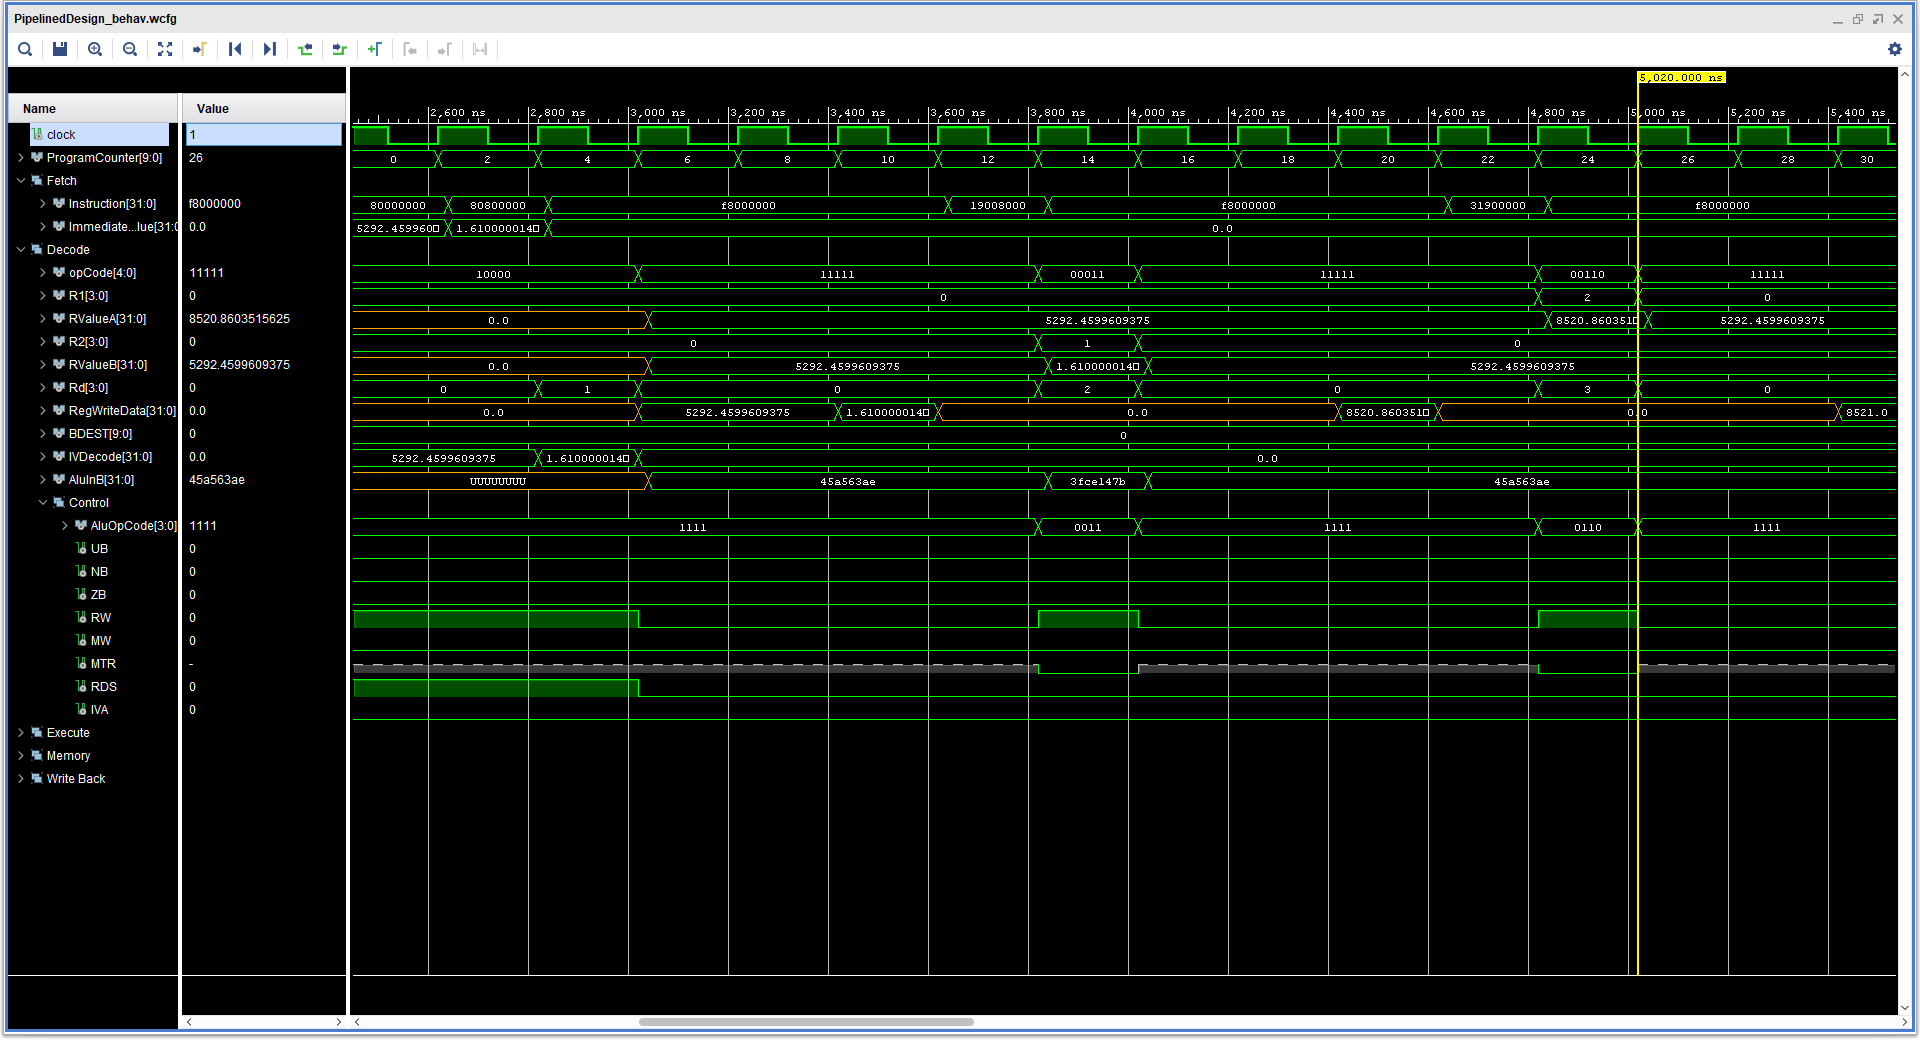 PipelinedDesign_behav.wcfg
5,020.000 ns
Name Value
2,600 ns 2,800 ns 3,000 ns 3,200 ns 3,400 ns 3,600 ns 3,800 ns 4,000 ns 4,200 ns 4,400 ns 4,600 ns 4,800 ns 5,000 ns 5,200 ns 5,400 ns
clock 1
ProgramCounter[9:0] 26 0 2 4 6 8 10 12 14 16 18 20 22 24 26 28 30
Fetch
Instruction[31:0] f8000000 80000000 80800000 f8000000 19008000 f8000000 31900000 f8000000
Immediate...lue[31:0 0.0 5292.459960 1.610000014 0.0
Decode
opCode[4:0] 11111 10000 11111 00011 11111 00110 11111
R1[3:0] 0 0 2 0
RValueA[31:0] 8520.8603515625 0.0 5292.4599609375 8520.860351 5292.4599609375
R2[3:0] 0 0 1 0
RValueB[31:0] 5292.4599609375 0.0 5292.4599609375 1.610000014 5292.4599609375
Rd[3:0] 0 0 1 0 2 0 3 0
RegWriteData[31:0] 0.0 0.0 5292.4599609375 1.610000014 0.0 8520.860351 0.0 8521.0
BDEST[9:0] 0 0
IVDecode[31:0] 0.0 5292.4599609375 1.610000014 0.0
AluInB[31:0] 45a563ae UUUUUUUU 45a563ae 3fce147b 45a563ae
Control
AluOpCode[3:0] 1111 1111 0011 1111 0110 1111
UB 0
NB 0
ZB 0
RW 0
MW 0
MTR -
RDS 0
IVA 0
Execute
Memory
Write Back